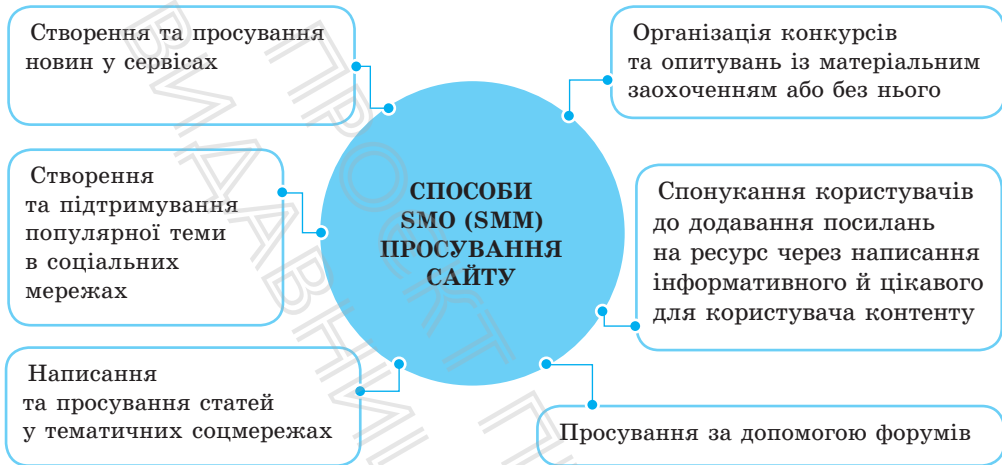 Створення та просування
новин у сервісах
Створення
та підтримування
популярної теми
в соціальних
мережах
Написання
та просування статей
у тематичних соцмережах
СПОСОБИ
SMO (SMM)
ПРОСУВАННЯ
САЙТУ
Організація конкурсів
та опитувань із матеріальним
заохоченням або без нього
Спонукання користувачів
до додавання посилань
на ресурс через написання
інформативного й цікавого
для користувача контенту
Просування за допомогою форумів
ПРОЄКТ